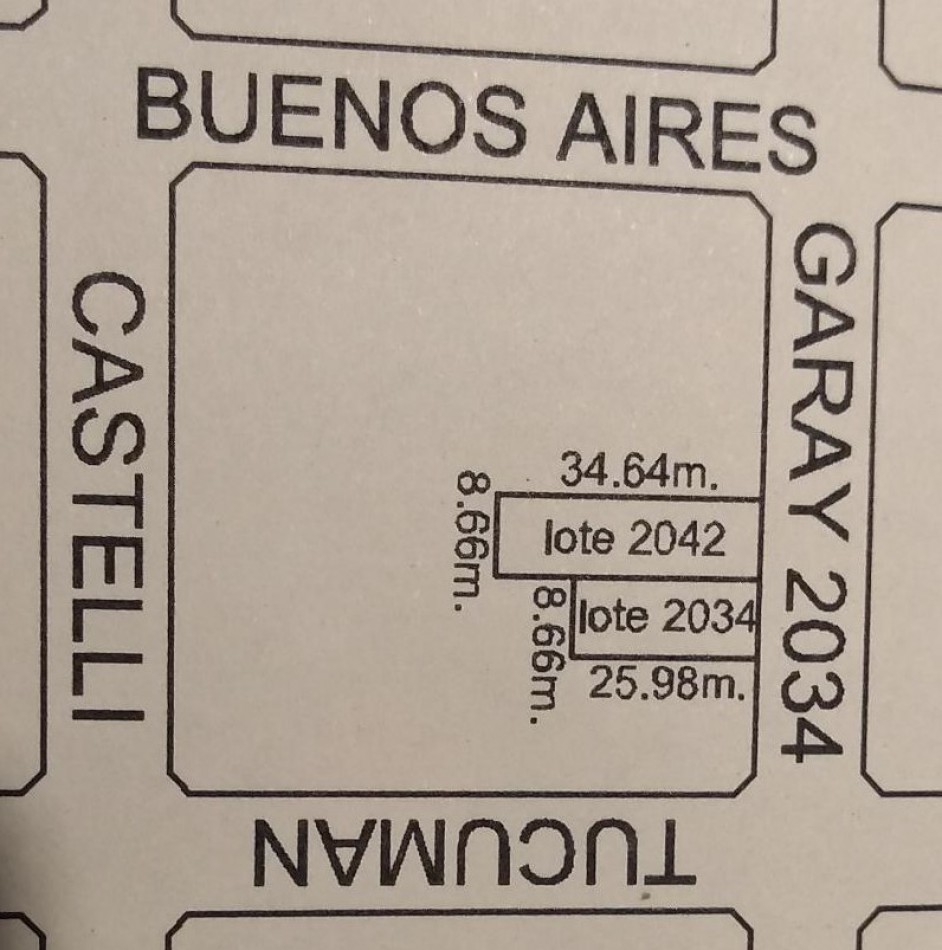 BUENOS AIRES
GARAY 2034
CASTELLI
34.64m.
8.66m.
lote 2042
8.66m.
lote 2034
25.98m.
TUCUMAN